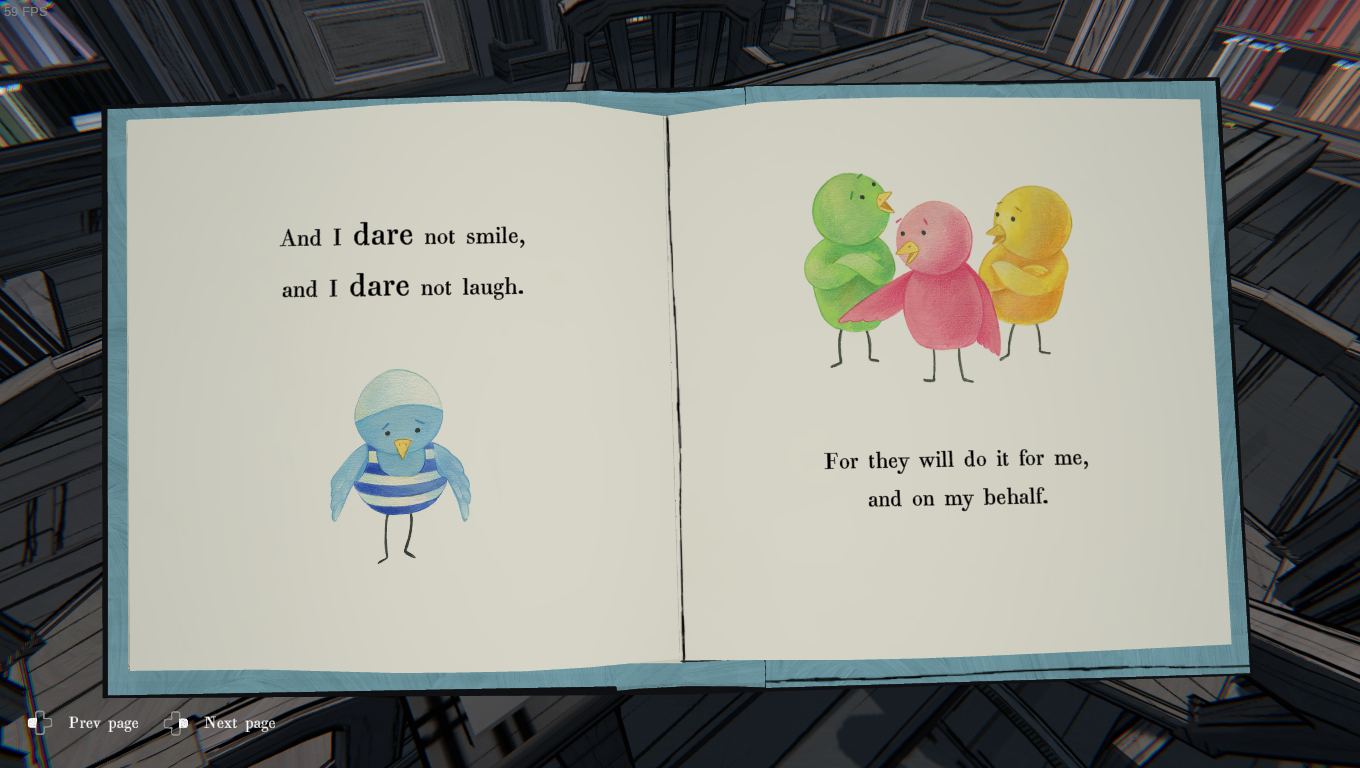 59 FPS
And I dare not smile,
and I dare not laugh.
For they will do it for me,
and on my behalf.
Prev page
Next page